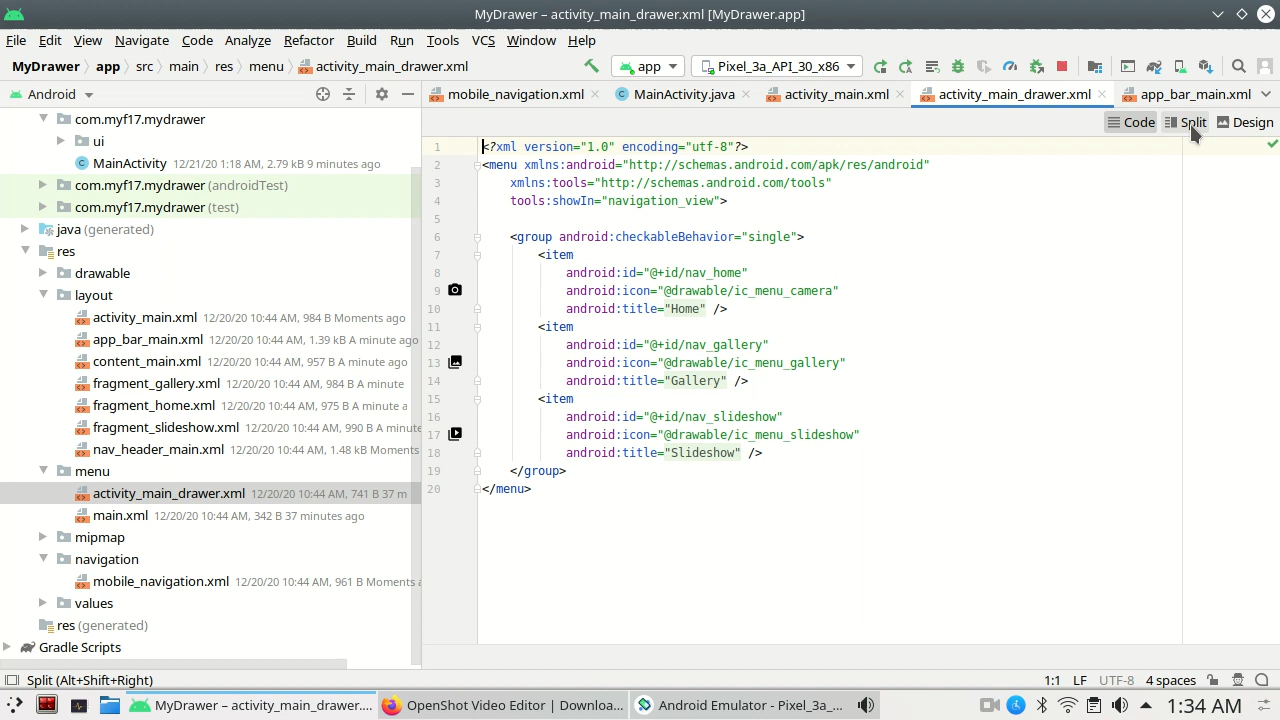 MyDrawer – activity_main_drawer.xml [MyDrawer.app]
File Edit View Navigate Code Analyze Refactor Build Run Tools VCS Window Help
MyDrawer app src main res menu activity_main_drawer.xml app Pixel_3a_API_30_x86
Android mobile_navigation.xml MainActivity.java activity_main.xml activity_main_drawer.xml app_bar_main.xml
Code Split Design
com.myf17.mydrawer
ui
MainActivity 12/21/20 1:18 AM, 2.79 kB 9 minutes ago
com.myf17.mydrawer (androidTest)
com.myf17.mydrawer (test)
java (generated)
res
drawable
layout
activity_main.xml 12/20/20 10:44 AM, 984 B Moments ago
app_bar_main.xml 12/20/20 10:44 AM, 1.39 kB A minute ago
content_main.xml 12/20/20 10:44 AM, 957 B A minute ago
fragment_gallery.xml 12/20/20 10:44 AM, 984 B A minute
fragment_home.xml 12/20/20 10:44 AM, 975 B A minute a
fragment_slideshow.xml 12/20/20 10:44 AM, 990 B A minute
nav_header_main.xml 12/20/20 10:44 AM, 1.48 kB Moments
menu
activity_main_drawer.xml 12/20/20 10:44 AM, 741 B 37 m
main.xml 12/20/20 10:44 AM, 342 B 37 minutes ago
mipmap
navigation
mobile_navigation.xml 12/20/20 10:44 AM, 961 B Moments a
values
res (generated)
Gradle Scripts
1 <?xml version="1.0" encoding="utf-8"?>
2 <menu xmlns:android="http://schemas.android.com/apk/res/android"
3 xmlns:tools="http://schemas.android.com/tools"
4 tools:showIn="navigation_view">
5
6 <group android:checkableBehavior="single">
7 <item
8 android:id="@+id/nav_home"
9 android:icon="@drawable/ic_menu_camera"
10 android:title="Home" />
11 <item
12 android:id="@+id/nav_gallery"
13 android:icon="@drawable/ic_menu_gallery"
14 android:title="Gallery" />
15 <item
16 android:id="@+id/nav_slideshow"
17 android:icon="@drawable/ic_menu_slideshow"
18 android:title="Slideshow" />
19 </group>
20 </menu>
Split (Alt+Shift+Right) 1:1 LF UTF-8 4 spaces
MyDrawer – activity_main_drawer.... OpenShot Video Editor | Downloa... Android Emulator - Pixel_3a_... 1:34 AM